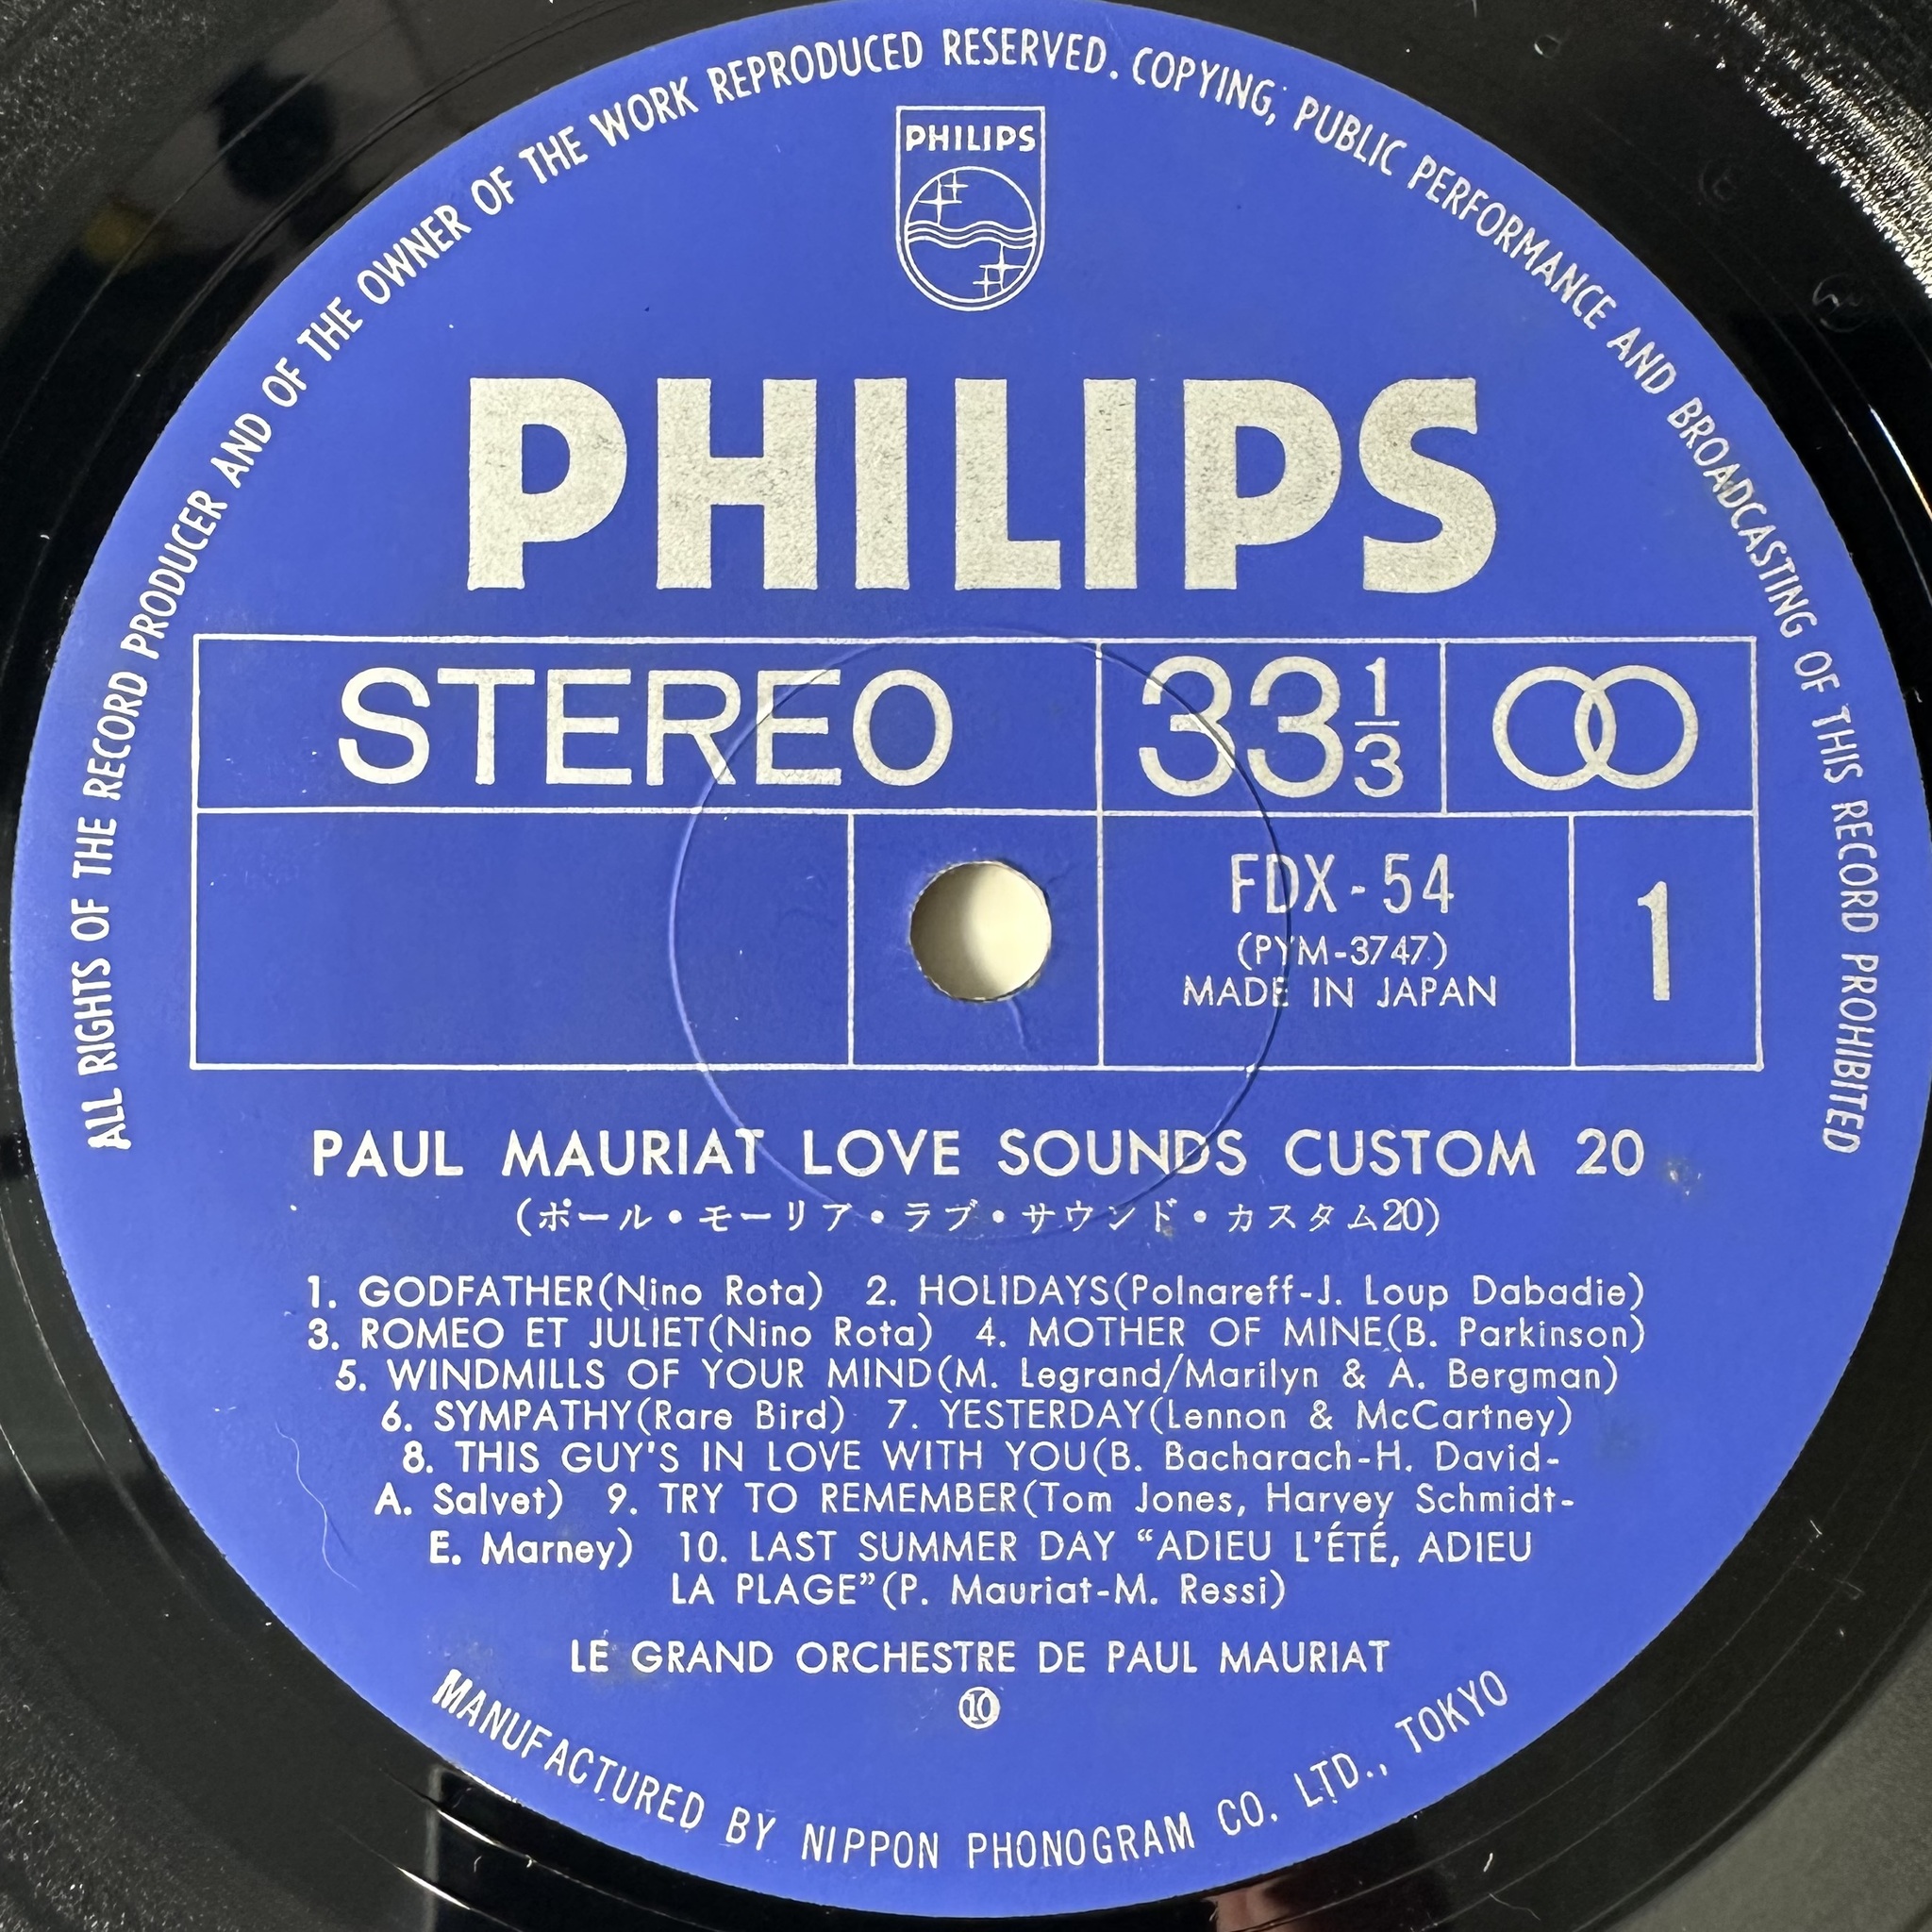 ALL RIGHTS OF THE RECORD PRODUCER AND OF THE OWNER OF THE WORK REPRODUCED RESERVED. COPYING, PUBLIC PERFORMANCE AND BROADCASTING OF THIS RECORD PROHIBITED
PHILIPS
PHILIPS
STEREO 33 1/3
FDX-54
(PYM-3747)
MADE IN JAPAN
1
PAUL MAURIAT LOVE SOUNDS CUSTOM 20
(ポール・モーリア・ラブ・サウンド・カスタム20)
1. GODFATHER(Nino Rota) 2. HOLIDAYS(Polnareff-J. Loup Dabadie)
3. ROMEO ET JULIET(Nino Rota) 4. MOTHER OF MINE(B. Parkinson)
5. WINDMILLS OF YOUR MIND(M. Legrand/Marilyn & A. Bergman)
6. SYMPATHY(Rare Bird) 7. YESTERDAY(Lennon & McCartney)
8. THIS GUY'S IN LOVE WITH YOU(B. Bacharach-H. David-
A. Salvet) 9. TRY TO REMEMBER(Tom Jones, Harvey Schmidt-
E. Marney) 10. LAST SUMMER DAY “ADIEU L'ÉTÉ, ADIEU
LA PLAGE”(P. Mauriat-M. Ressi)
LE GRAND ORCHESTRE DE PAUL MAURIAT
⑩
MANUFACTURED BY NIPPON PHONOGRAM CO. LTD., TOKYO